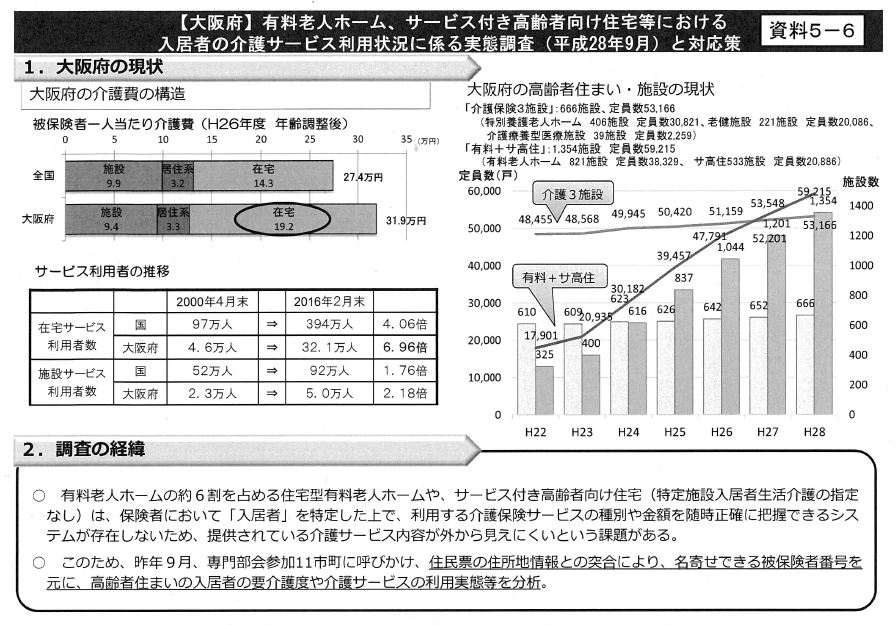 【大阪府】有料老人ホーム、サービス付き高齢者向け住宅等における
入居者の介護サービス利用状況に係る実態調査(平成28年9月)と対応策
資料5-6
1.大阪府の現状
大阪府の介護費の構造
被保険者一人当たり介護費(H26年度 年齢調整後)
0 5 10 15 20 25 30 35 (万円)
全国 施設 9.9 居住系 3.2 在宅 14.3 27.4万円
大阪府 施設 9.4 居住系 3.3 在宅 19.2 31.9万円
サービス利用者の推移
2000年4月末 2016年2月末
在宅サービス利用者数 国 97万人 ⇒ 394万人 4.06倍
大阪府 4.6万人 ⇒ 32.1万人 6.96倍
施設サービス利用者数 国 52万人 ⇒ 92万人 1.76倍
大阪府 2.3万人 ⇒ 5.0万人 2.18倍
大阪府の高齢者住まい・施設の現状
「介護保険3施設」:666施設、定員数53,166
(特別養護老人ホーム 406施設 定員数30,821、老健施設 221施設 定員数20,086、
介護療養型医療施設 39施設 定員数2,259)
「有料+サ高住」:1,354施設 定員数59,215
(有料老人ホーム 821施設 定員数38,329、 サ高住533施設 定員数20,886)
定員数(戸)
施設数
60,000
50,000
40,000
30,000
20,000
10,000
0
1400
1200
1000
800
600
400
200
0
介護3施設
48,455 48,568 49,945 50,420 51,159 52,201 53,166
有料+サ高住
17,901 20,935 30,182 39,457 47,791 53,548 59,215
610 609 623 626 642 652 666
325 400 616 837 1,044 1,201 1,354
H22 H23 H24 H25 H26 H27 H28
2.調査の経緯
○ 有料老人ホームの約6割を占める住宅型有料老人ホームや、サービス付き高齢者向け住宅(特定施設入居者生活介護の指定
なし)は、保険者において「入居者」を特定した上で、利用する介護保険サービスの種別や金額を随時正確に把握できるシス
テムが存在しないため、提供されている介護サービス内容が外から見えにくいという課題がある。
○ このため、昨年9月、専門部会参加11市町に呼びかけ、住民票の住所地情報との突合により、名寄せできる被保険者番号を
元に、高齢者住まいの入居者の要介護度や介護サービスの利用実態等を分析。